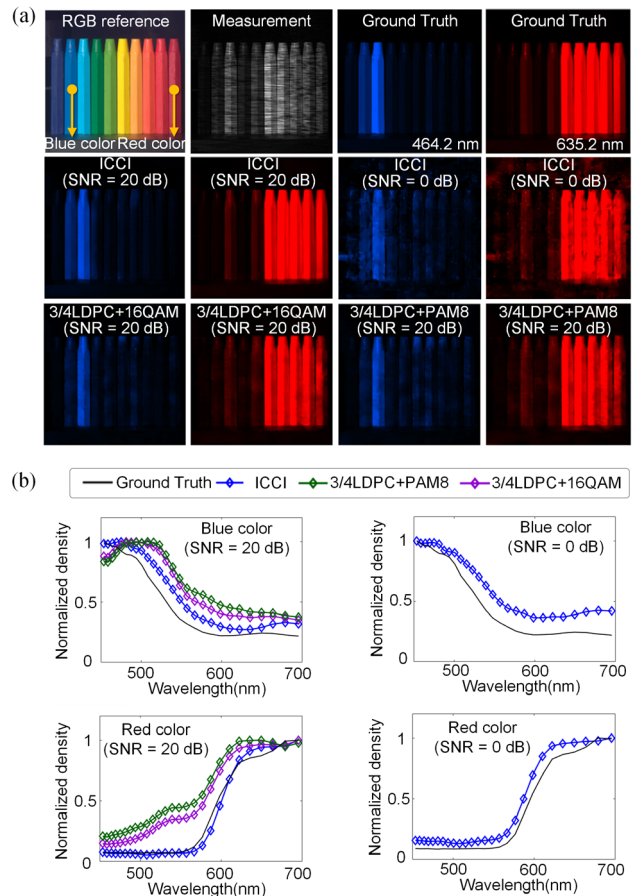 (a)
RGB reference
Measurement
Ground Truth
Ground Truth
Blue color
Red color
464.2 nm
635.2 nm
ICCI
(SNR = 20 dB)
ICCI
(SNR = 20 dB)
ICCI
(SNR = 0 dB)
ICCI
(SNR = 0 dB)
3/4LDPC+16QAM
(SNR = 20 dB)
3/4LDPC+16QAM
(SNR = 20 dB)
3/4LDPC+PAM8
(SNR = 20 dB)
3/4LDPC+PAM8
(SNR = 20 dB)
(b)
Ground Truth
ICCI
3/4LDPC+PAM8
3/4LDPC+16QAM
Normalized density
1
0.5
0
Blue color
(SNR = 20 dB)
500
600
700
Wavelength(nm)
Normalized density
1
0.5
0
Blue color
(SNR = 0 dB)
500
600
700
Wavelength(nm)
Normalized density
1
0.5
0
Red color
(SNR = 20 dB)
500
600
700
Wavelength(nm)
Normalized density
1
0.5
0
Red color
(SNR = 0 dB)
500
600
700
Wavelength(nm)